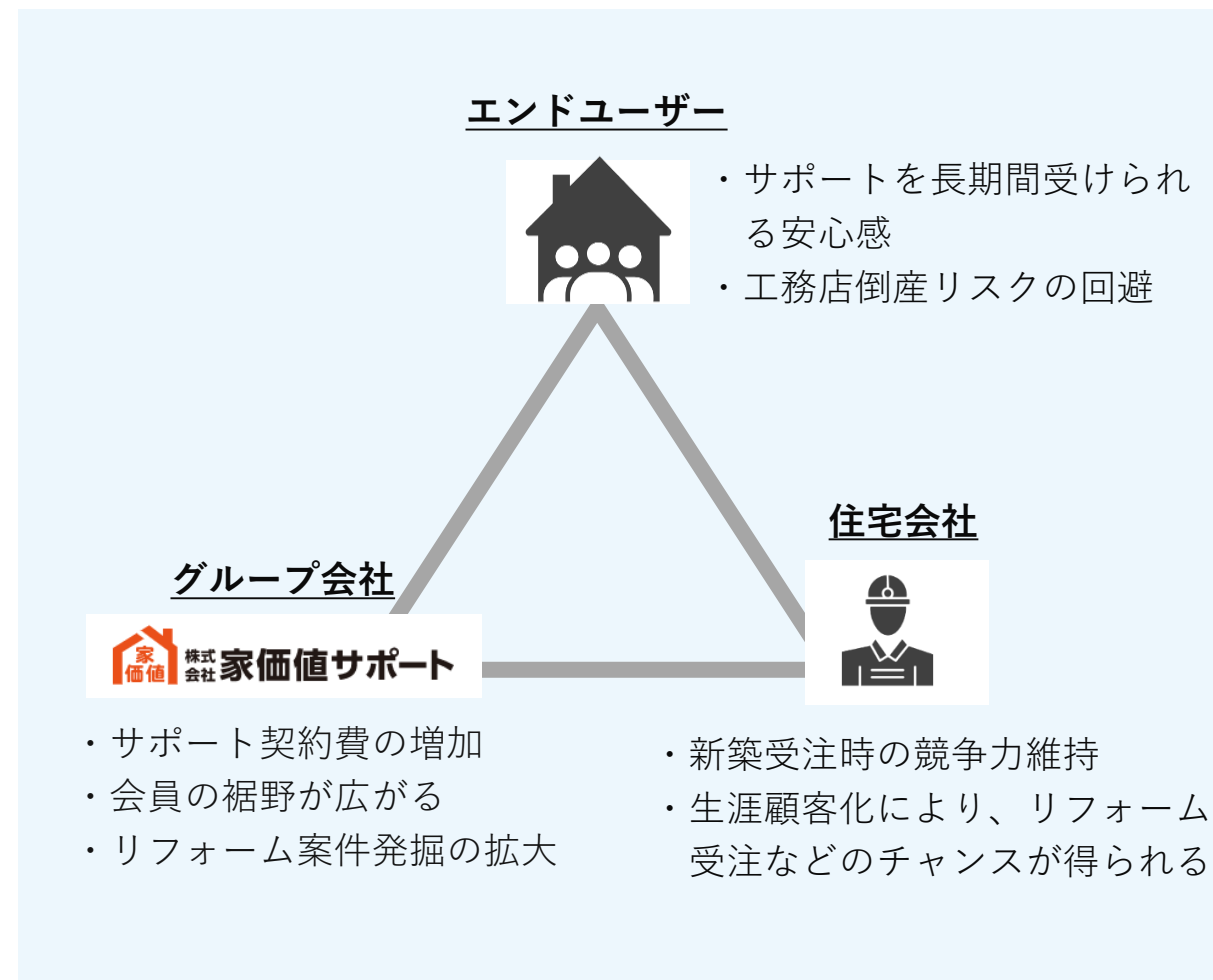 エンドユーザー
・サポートを長期間受けられ
る安心感
・工務店倒産リスクの回避
グループ会社
家価値 株式会社 家価値サポート
・サポート契約費の増加
・会員の裾野が広がる
・リフォーム案件発掘の拡大
住宅会社
・新築受注時の競争力維持
・生涯顧客化により、リフォーム
受注などのチャンスが得られる